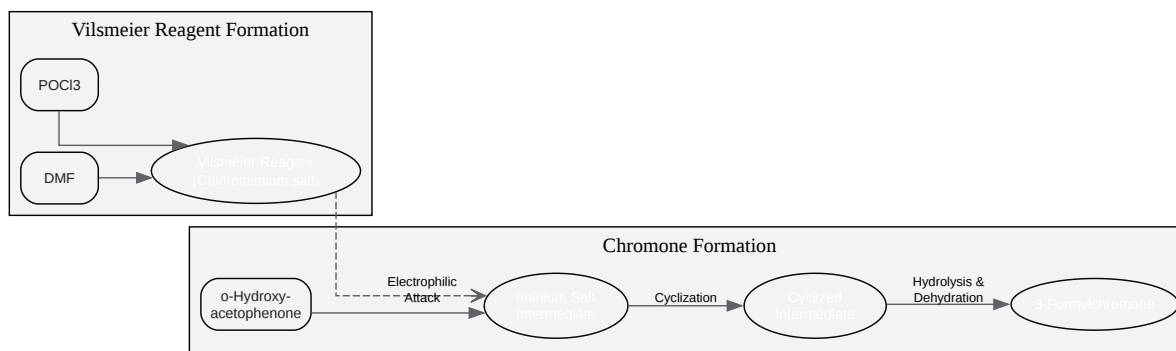 Vilsmeier Reagent Formation
POCl3
DMF
Vilsmeier Reagent
(Chloroiminium salt)
Chromone Formation
o-Hydroxy-
acetophenone
Electrophilic
Attack
Iminium Salt
Intermediate
Cyclization
Cyclized
Intermediate
Hydrolysis &
Dehydration
3-Formylchromone